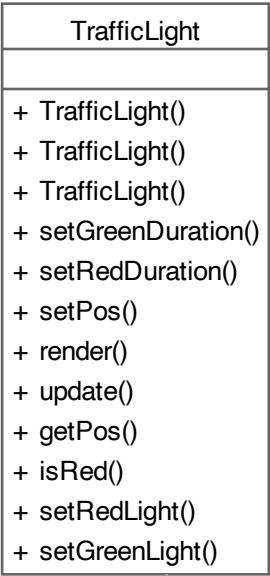 TrafficLight
+ TrafficLight()
+ TrafficLight()
+ TrafficLight()
+ setGreenDuration()
+ setRedDuration()
+ setPos()
+ render()
+ update()
+ getPos()
+ isRed()
+ setRedLight()
+ setGreenLight()